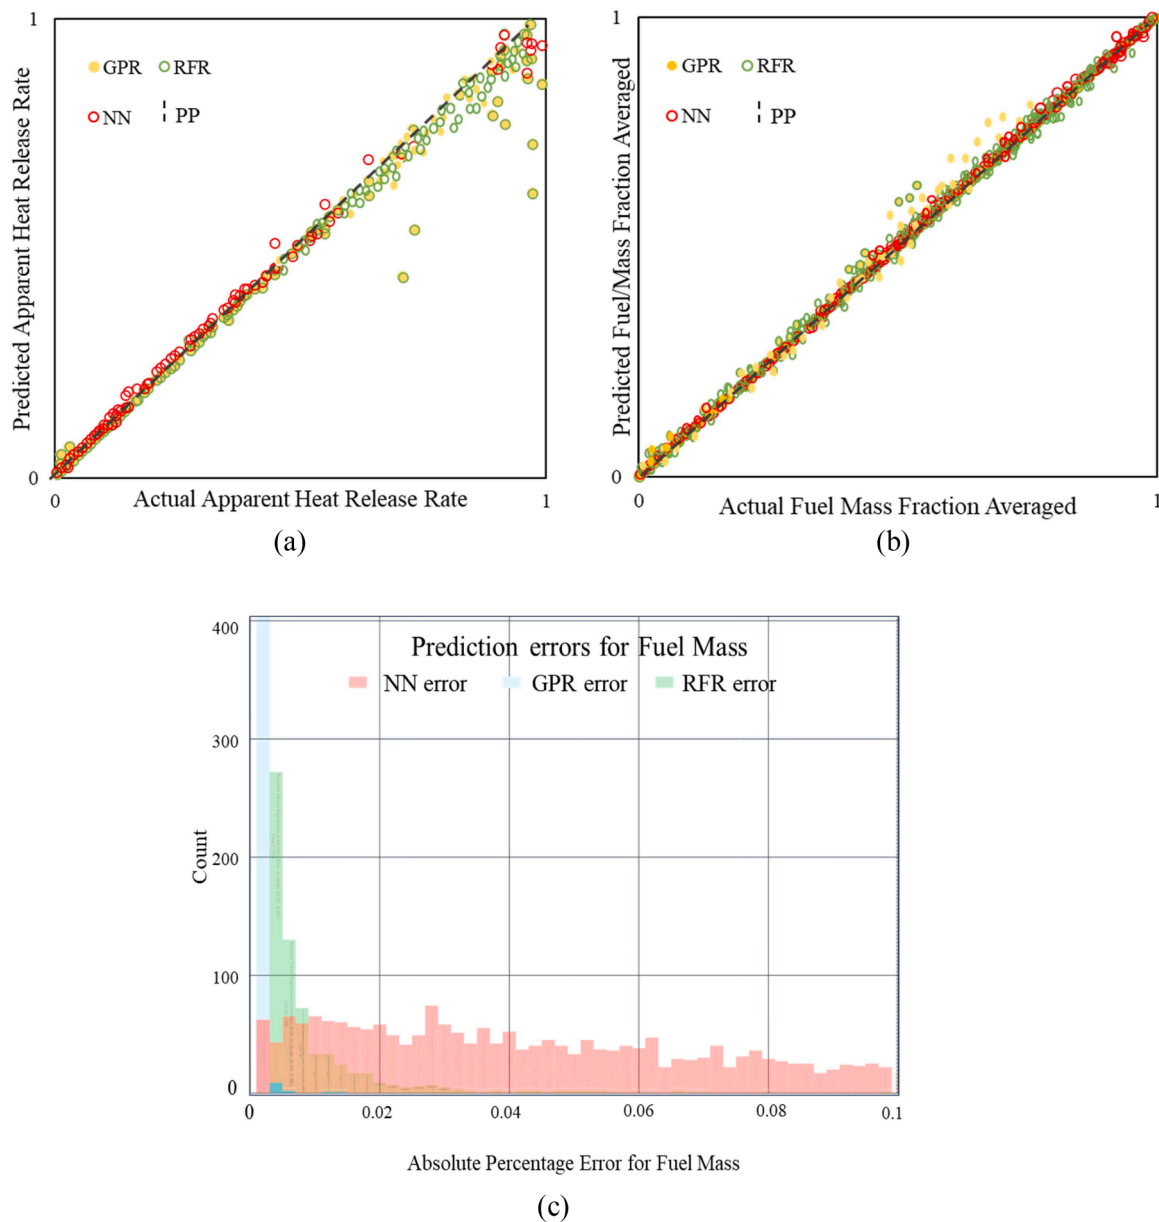 1
GPR RFR
NN PP
Predicted Apparent Heat Release Rate
0
0 1
Actual Apparent Heat Release Rate
(a)
1
GPR RFR
NN PP
Predicted Fuel/Mass Fraction Averaged
0
0 1
Actual Fuel Mass Fraction Averaged
(b)
Prediction errors for Fuel Mass
NN error GPR error RFR error
400
300
200
100
0
Count
0 0.02 0.04 0.06 0.08 0.1
Absolute Percentage Error for Fuel Mass
(c)